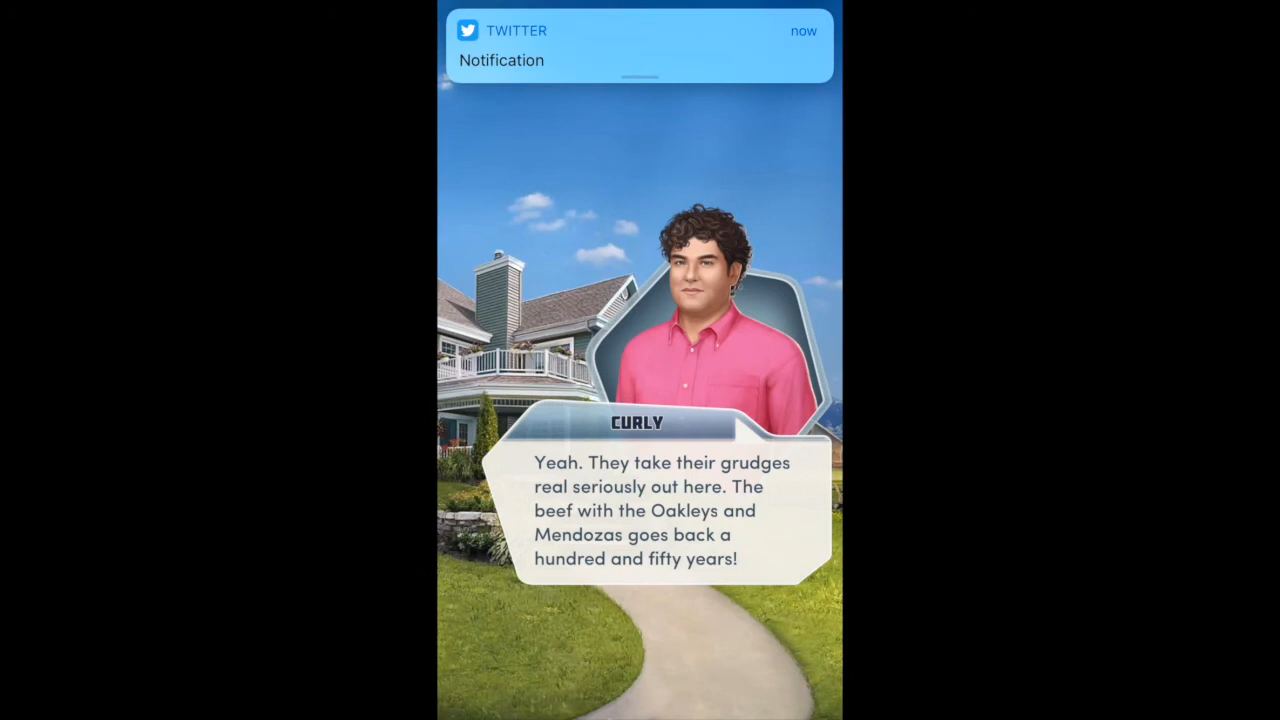 TWITTER now
Notification
CURLY
Yeah. They take their grudges
real seriously out here. The
beef with the Oakleys and
Mendozas goes back a
hundred and fifty years!